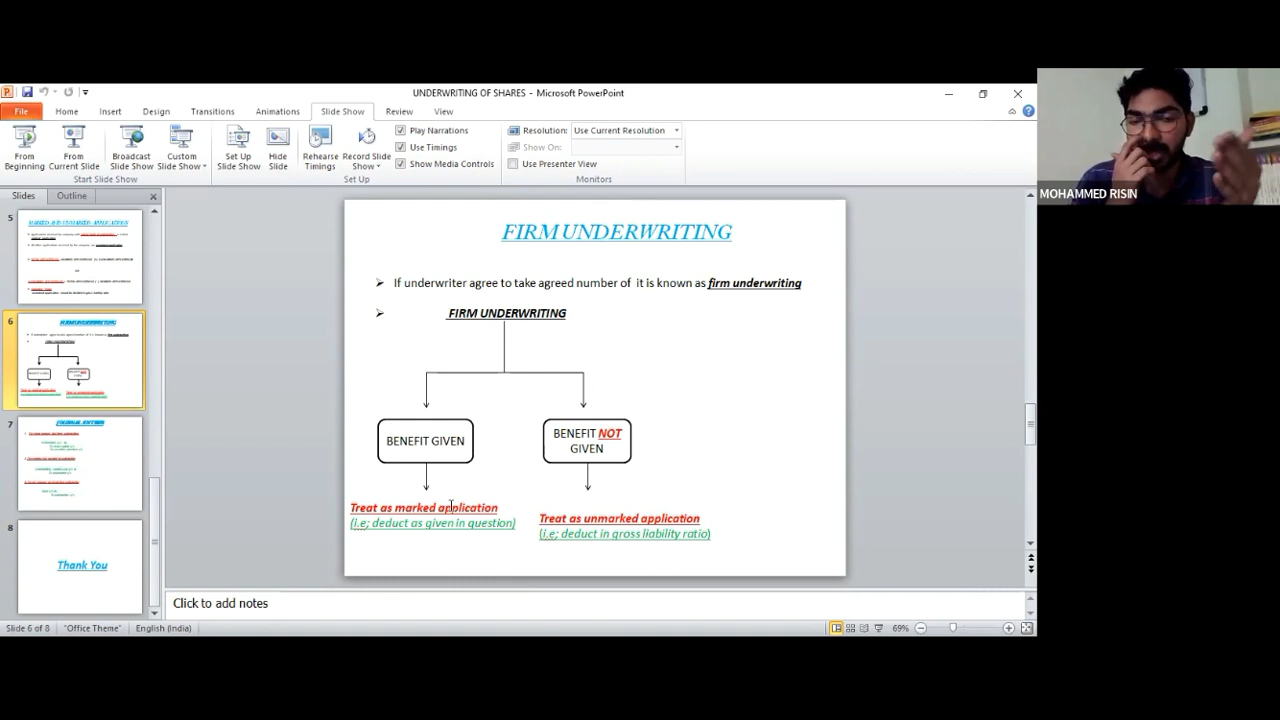 UNDERWRITING OF SHARES - Microsoft PowerPoint
File Home Insert Design Transitions Animations Slide Show Review View
From Beginning
From Current Slide
Broadcast Slide Show
Custom Slide Show
Set Up Slide Show
Hide Slide
Rehearse Timings
Record Slide Show
Play Narrations
Use Timings
Show Media Controls
Resolution: Use Current Resolution
Show On:
Use Presenter View
Start Slide Show
Set Up
Monitors
MOHAMMED RISIN
Slides Outline
5
6
FIRM UNDERWRITING
7
8
Thank You
FIRM UNDERWRITING
If underwriter agree to take agreed number of it is known as firm underwriting
FIRM UNDERWRITING
BENEFIT GIVEN
BENEFIT NOT
GIVEN
Treat as marked application
(i.e; deduct as given in question)
Treat as unmarked application
(i.e; deduct in gross liability ratio)
Click to add notes
Slide 6 of 8 "Office Theme" English (India) 69%